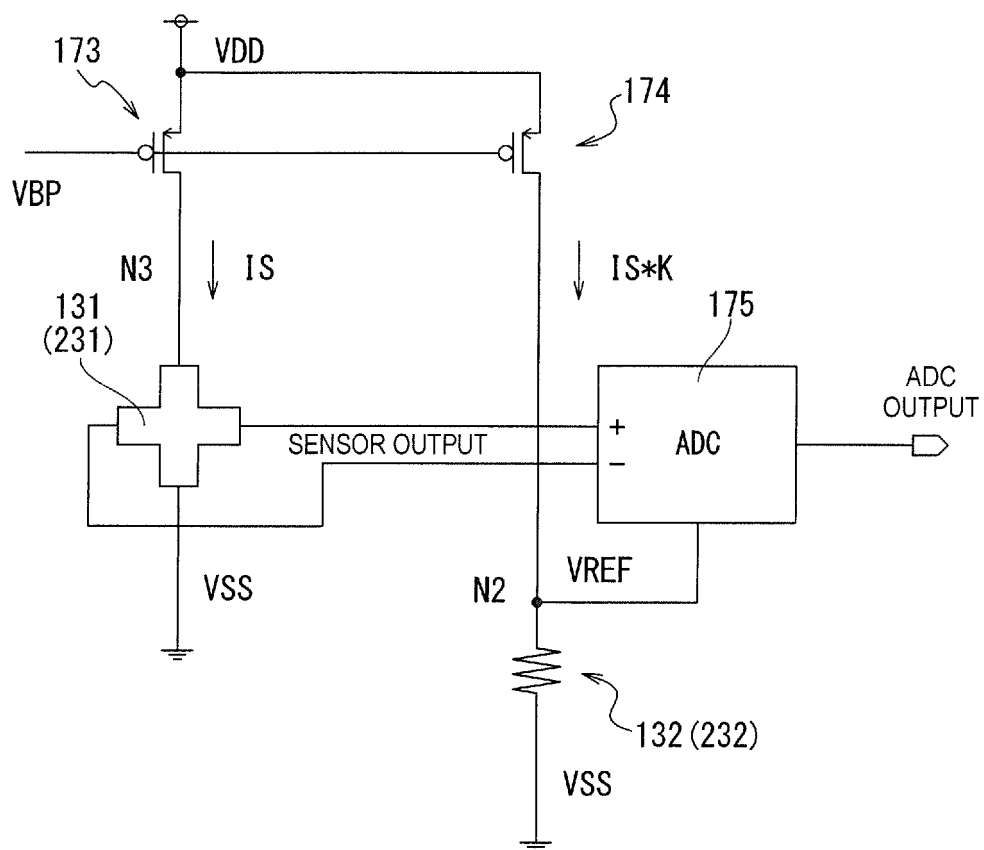 173
VDD
174
VBP
N3
IS
IS*K
131
(231)
175
ADC
OUTPUT
+
SENSOR OUTPUT
ADC
−
VSS
N2
VREF
132(232)
VSS